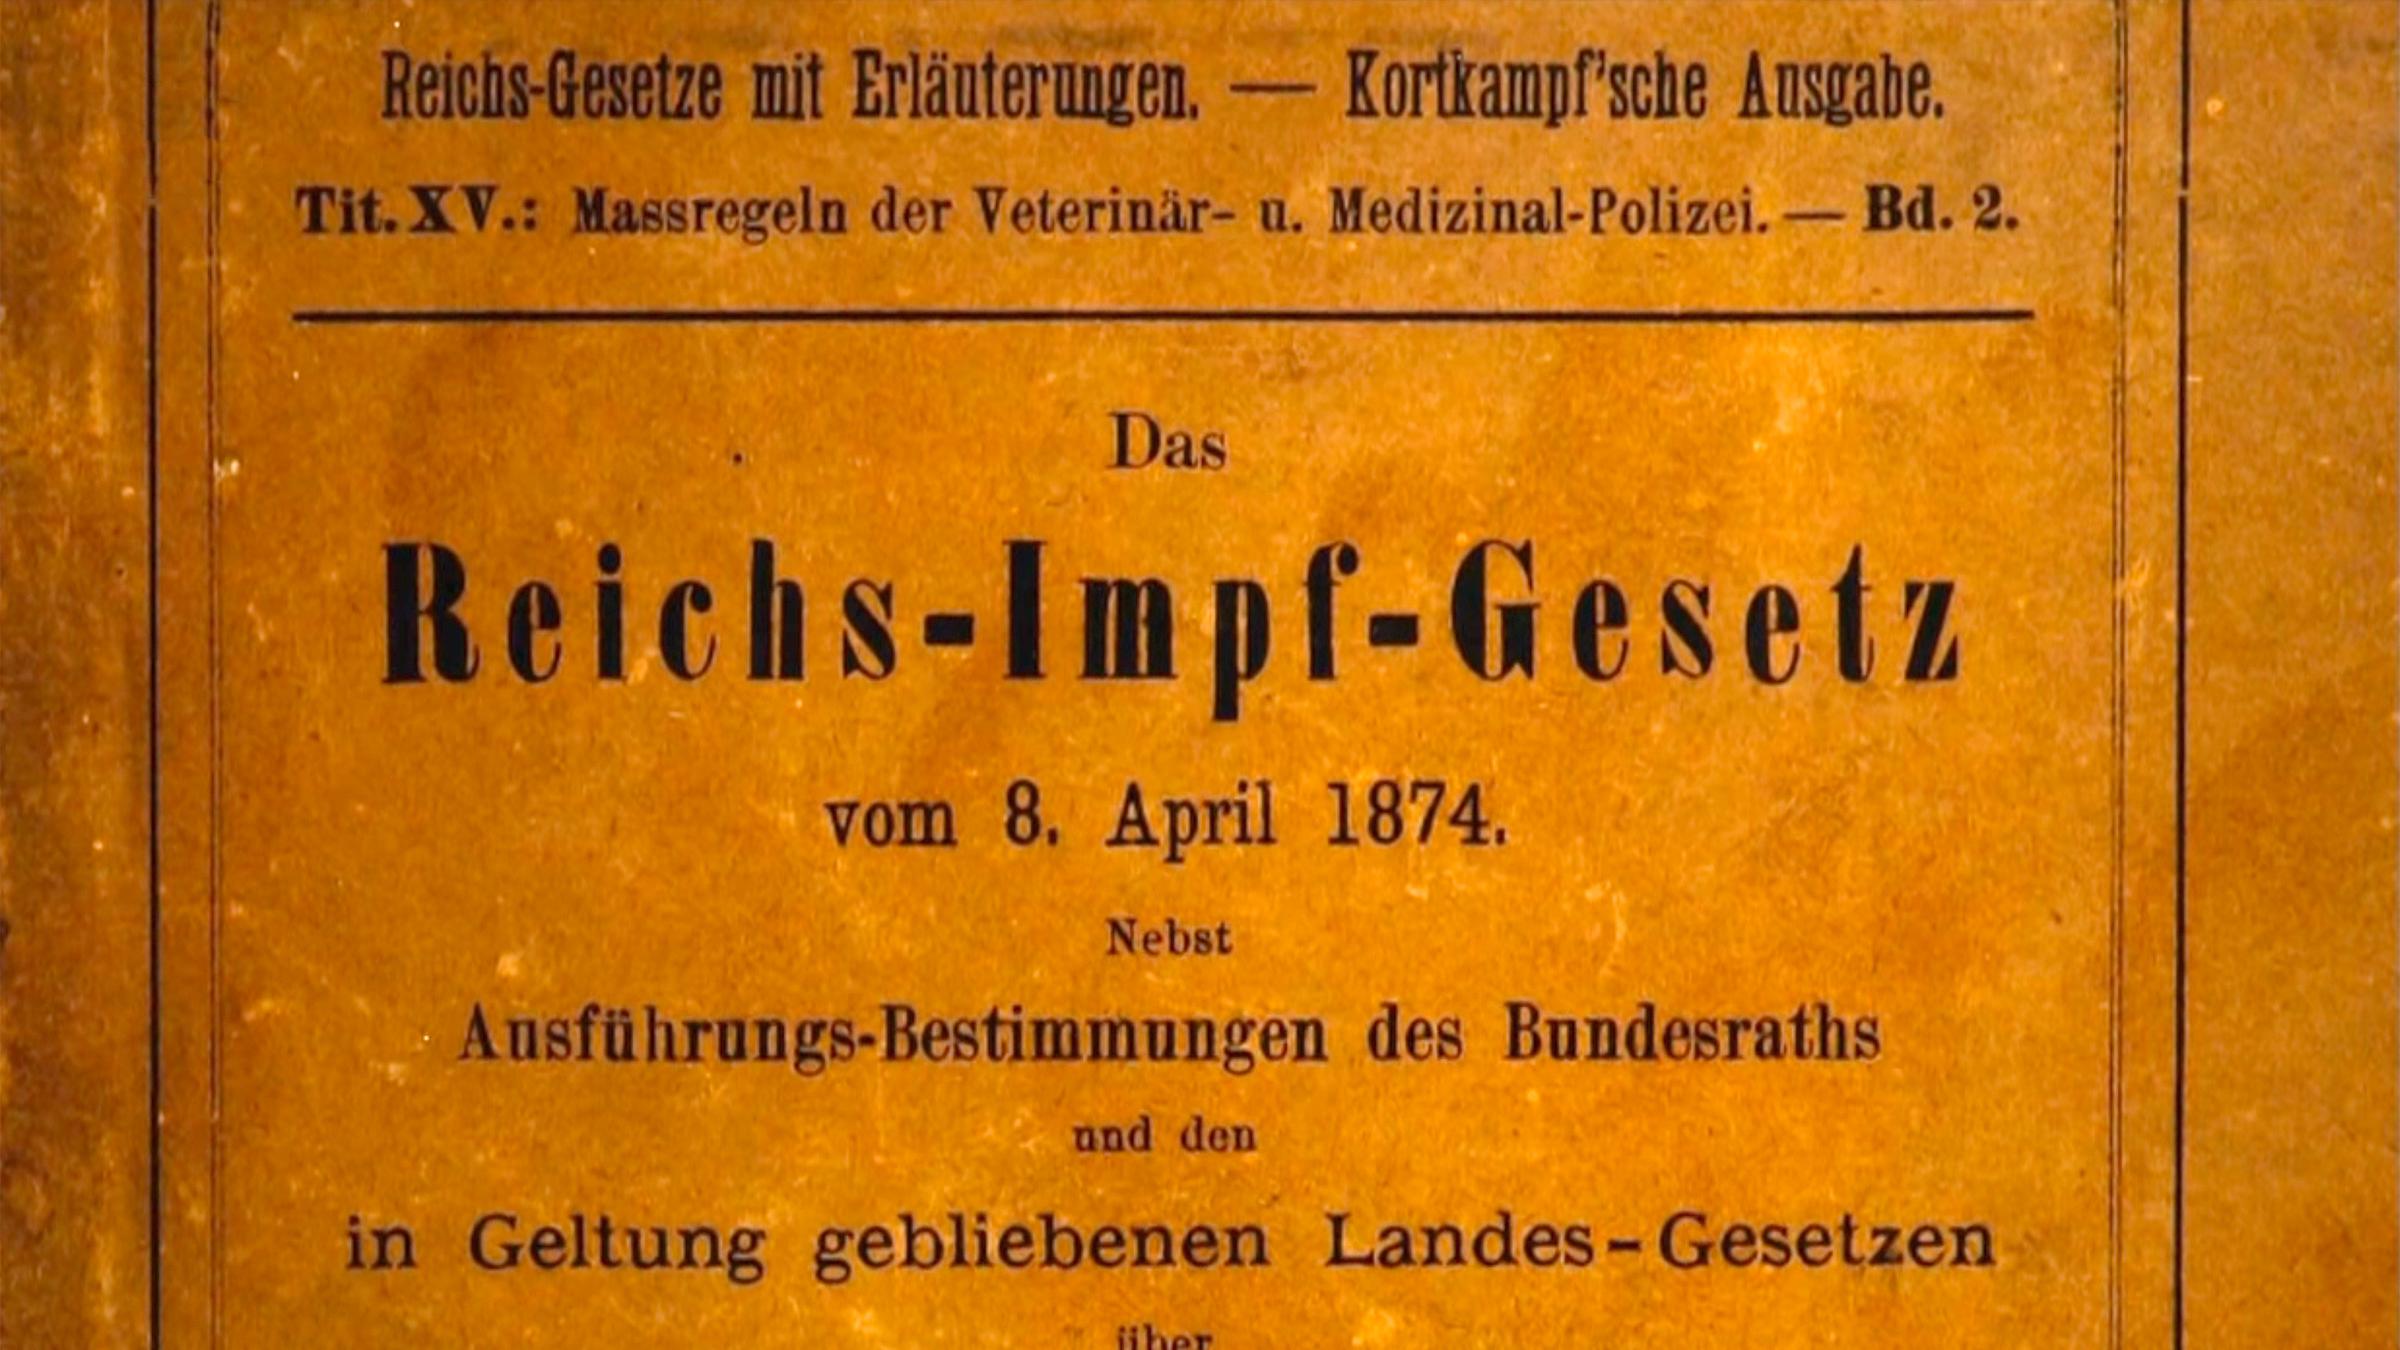 Reichs-Gesetze mit Erläuterungen. — Kortkampf'sche Ausgabe.
Tit. XV.: Massregeln der Veterinär- u. Medizinal-Polizei. — Bd. 2.
Das
Reichs-Impf-Gesetz
vom 8. April 1874.
Nebst
Ausführungs-Bestimmungen des Bundesraths
und den
in Geltung gebliebenen Landes-Gesetzen
über